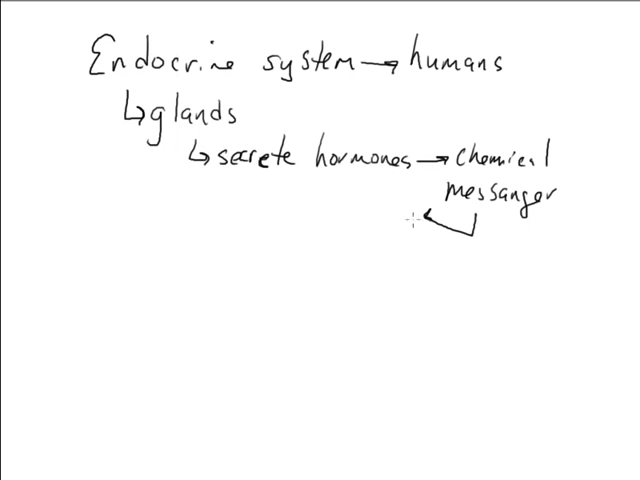 Endocrine system → humans
↳ glands
↳ secrete hormones → chemical
messanger